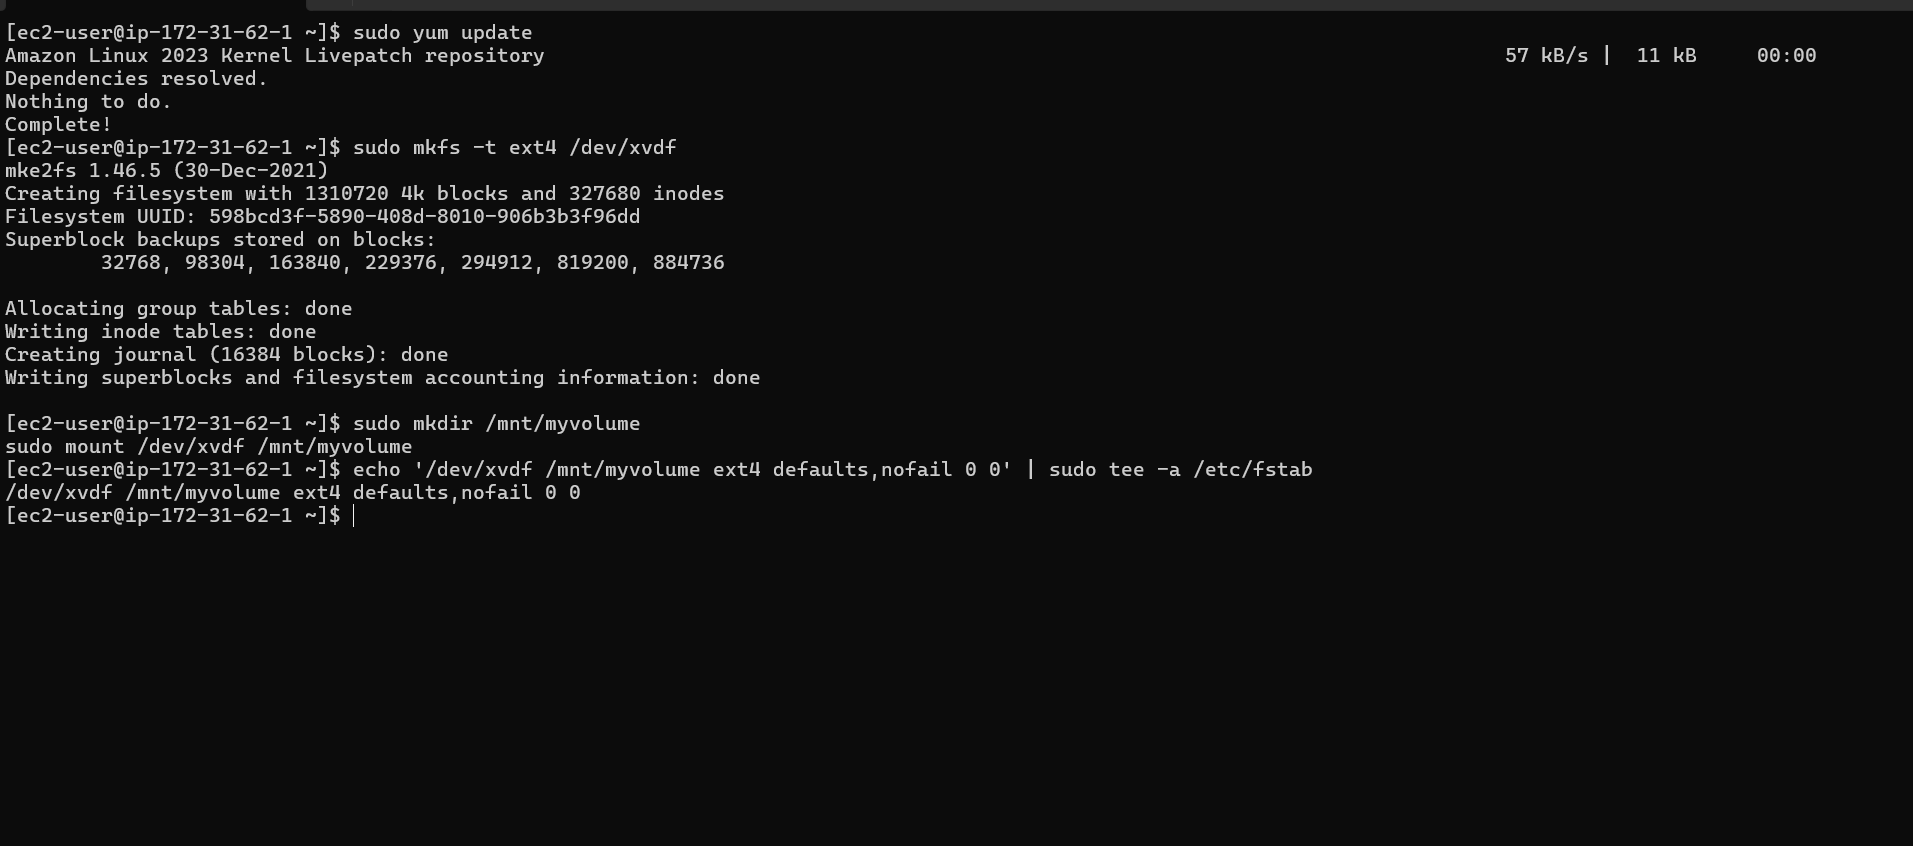 [ec2-user@ip-172-31-62-1 ~]$ sudo yum update
Amazon Linux 2023 Kernel Livepatch repository 57 kB/s | 11 kB 00:00
Dependencies resolved.
Nothing to do.
Complete!
[ec2-user@ip-172-31-62-1 ~]$ sudo mkfs -t ext4 /dev/xvdf
mke2fs 1.46.5 (30-Dec-2021)
Creating filesystem with 1310720 4k blocks and 327680 inodes
Filesystem UUID: 598bcd3f-5890-408d-8010-906b3b3f96dd
Superblock backups stored on blocks:
        32768, 98304, 163840, 229376, 294912, 819200, 884736

Allocating group tables: done
Writing inode tables: done
Creating journal (16384 blocks): done
Writing superblocks and filesystem accounting information: done

[ec2-user@ip-172-31-62-1 ~]$ sudo mkdir /mnt/myvolume
sudo mount /dev/xvdf /mnt/myvolume
[ec2-user@ip-172-31-62-1 ~]$ echo '/dev/xvdf /mnt/myvolume ext4 defaults,nofail 0 0' | sudo tee -a /etc/fstab
/dev/xvdf /mnt/myvolume ext4 defaults,nofail 0 0
[ec2-user@ip-172-31-62-1 ~]$